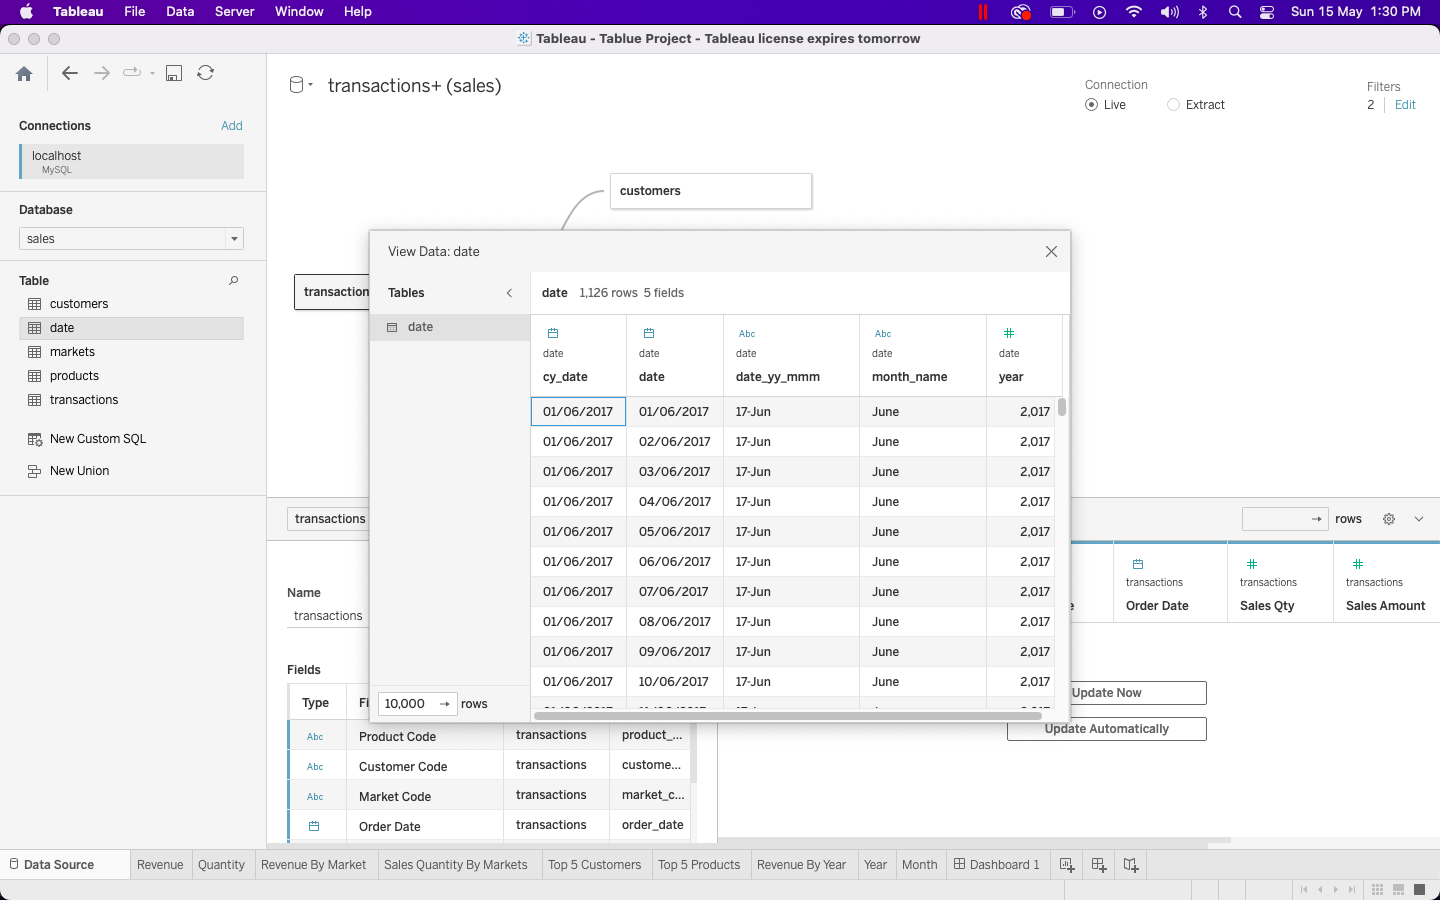 Tableau File Data Server Window Help Sun 15 May 1:30 PM
Tableau - Tablue Project - Tableau license expires tomorrow
transactions+ (sales)
Connection
Live Extract
Filters
2 Edit
Connections Add
localhost
MySQL
Database
sales
Table
customers
date
markets
products
transactions
New Custom SQL
New Union
customers
transaction
View Data: date
Tables
date
date 1,126 rows 5 fields
Abc Abc
date date date date date
cy_date date date_yy_mmm month_name year
01/06/2017 01/06/2017 17-Jun June 2,017
01/06/2017 02/06/2017 17-Jun June 2,017
01/06/2017 03/06/2017 17-Jun June 2,017
01/06/2017 04/06/2017 17-Jun June 2,017
01/06/2017 05/06/2017 17-Jun June 2,017
01/06/2017 06/06/2017 17-Jun June 2,017
01/06/2017 07/06/2017 17-Jun June 2,017
01/06/2017 08/06/2017 17-Jun June 2,017
01/06/2017 09/06/2017 17-Jun June 2,017
01/06/2017 10/06/2017 17-Jun June 2,017
10,000 rows
transactions
rows
transactions transactions transactions
e Order Date Sales Qty Sales Amount
Name
transactions
Fields
Type Fi
Abc Product Code transactions product_...
Abc Customer Code transactions custome...
Abc Market Code transactions market_c...
Order Date transactions order_date
Update Now
Update Automatically
Data Source Revenue Quantity Revenue By Market Sales Quantity By Markets Top 5 Customers Top 5 Products Revenue By Year Year Month Dashboard 1